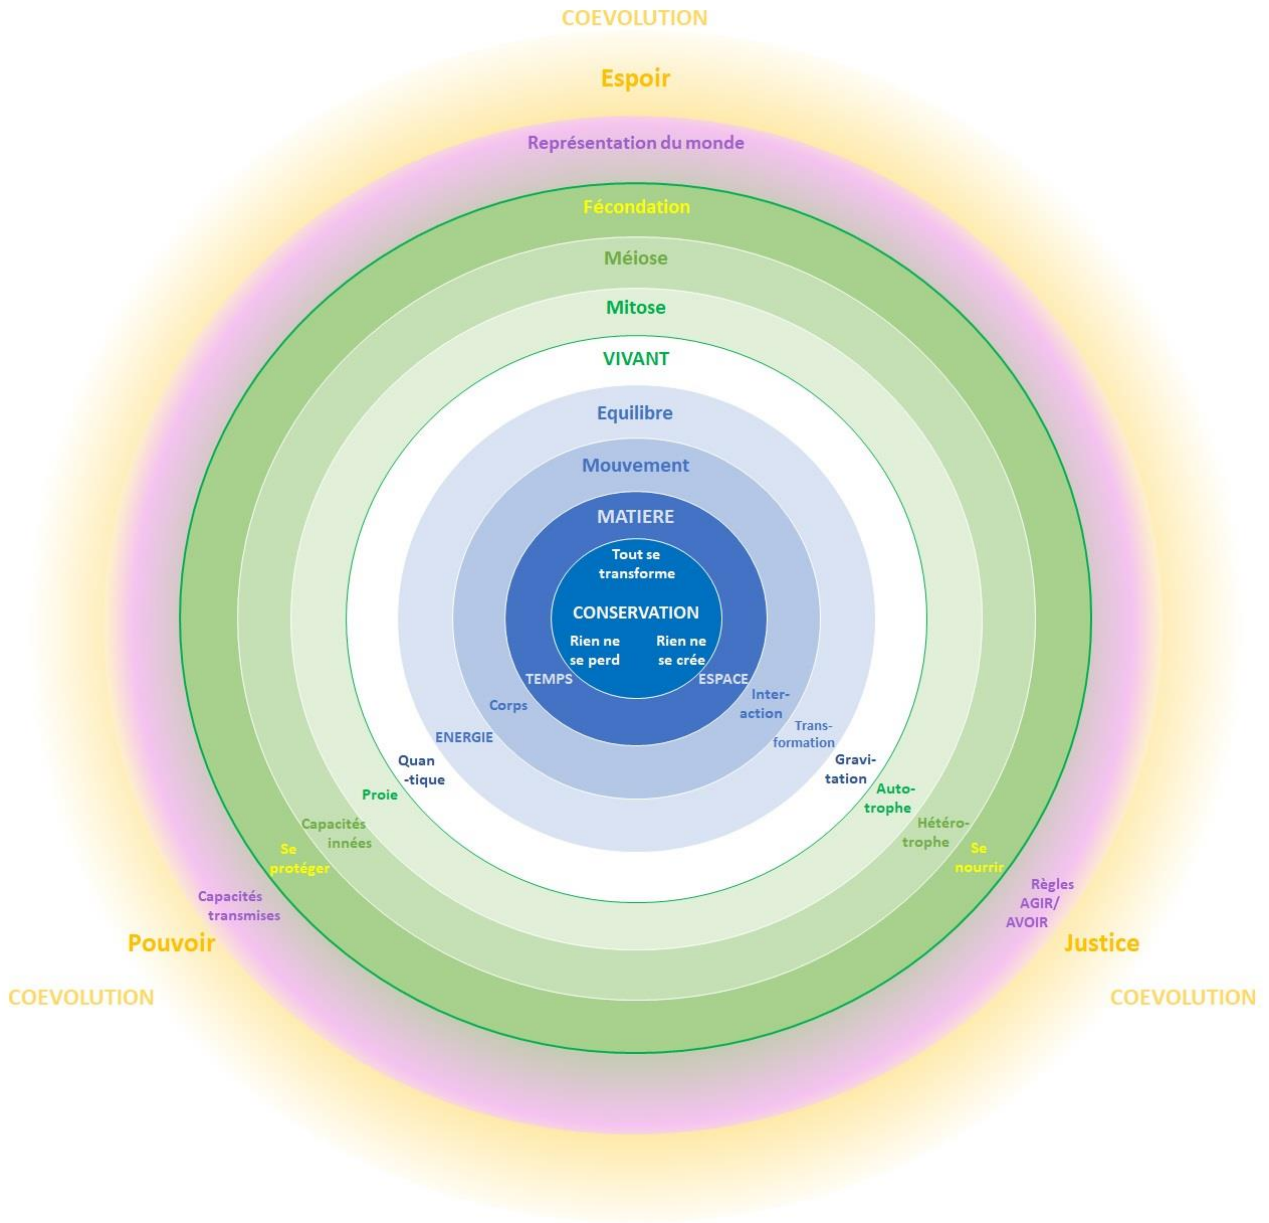 COEVOLUTION
Espoir
Représentation du monde
Fécondation
Méiose
Mitose
VIVANT
Equilibre
Mouvement
MATIERE
Tout se
transforme
CONSERVATION
Rien ne
se perd
Rien ne
se crée
TEMPS
ESPACE
Corps
Inter-
action
ENERGIE
Trans-
formation
Quan
-tique
Gravi-
tation
Proie
Auto-
trophe
Capacités
innées
Hétéro-
trophe
Se
protéger
Se
nourrir
Capacités
transmises
Règles
AGIR/
AVOIR
Pouvoir
Justice
COEVOLUTION
COEVOLUTION